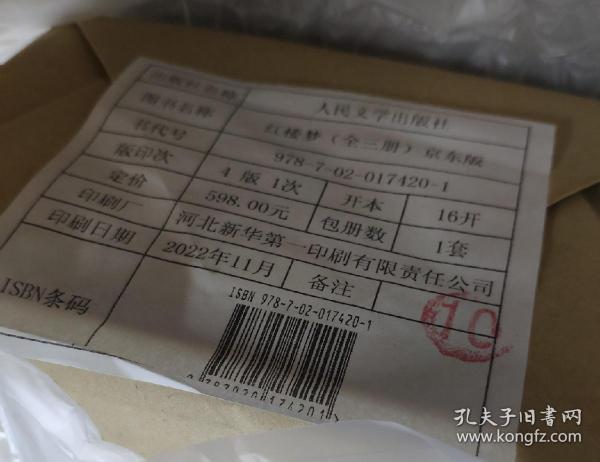 出版社名称 人民文学出版社
图书名称 红楼梦（全三册）京东版
书代号 978-7-02-017420-1
版印次 4 版 1次 开本 16开
定价 598.00元 包册数 1套
印刷厂 河北新华第一印刷有限责任公司
印刷日期 2022年11月 备注
ISBN条码
ISBN 978-7-02-017420-1
9787020174201>
10
孔夫子旧书网
www.kongfz.com